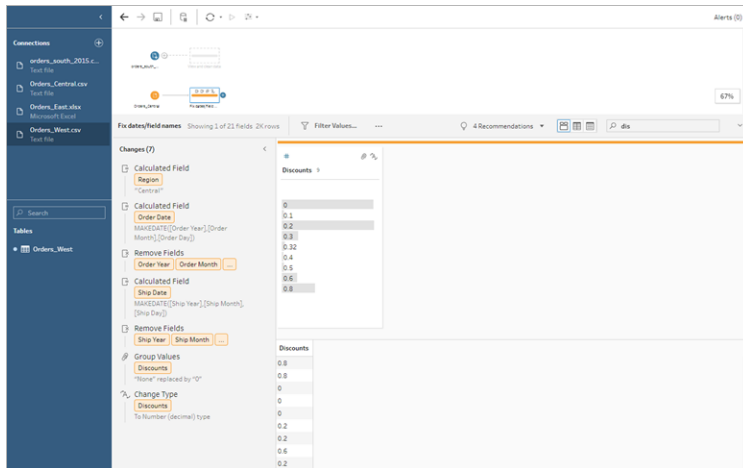 Alerts (0)
Connections
orders_south_2015.c...
Text file
Orders_Central.csv
Text file
Orders_East.xlsx
Microsoft Excel
Orders_West.csv
Text file
Search
Tables
Orders_West
orders_south_...
Orders_Central
Fix dates/field...
67%
Fix dates/field names Showing 1 of 21 fields 2K rows
Filter Values...
...
4 Recommendations
dis
Changes (7)
Calculated Field
Region
"Central"
Calculated Field
Order Date
MAKEDATE([Order Year],[Order
Month],[Order Day])
Remove Fields
Order Year Order Month ...
Calculated Field
Ship Date
MAKEDATE([Ship Year],[Ship Month],
[Ship Day])
Remove Fields
Ship Year Ship Month ...
Group Values
Discounts
"None" replaced by "0"
Change Type
Discounts
To Number (decimal) type
Discounts
0
0.1
0.2
0.3
0.32
0.4
0.5
0.6
0.8
Discounts
0.8
0.8
0
0
0
0.2
0.2
0.6
0.2